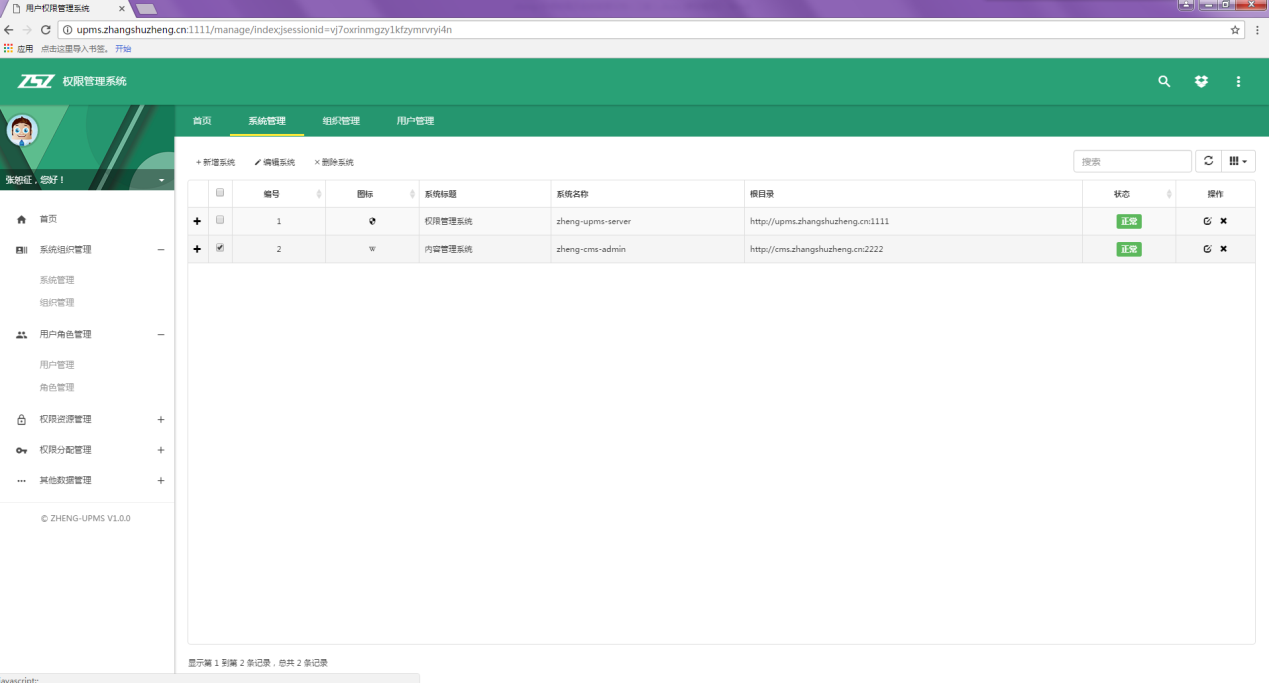 用户权限管理系统
upms.zhangshuzheng.cn:1111/manage/index;jsessionid=vj7oxrinmgzy1kfzymrvryi4n
应用 点击这里导入书签。 开始
ZSZ 权限管理系统
首页 系统管理 组织管理 用户管理
张恕征，您好！
首页
系统组织管理
系统管理
组织管理
用户角色管理
用户管理
角色管理
权限资源管理
权限分配管理
其他数据管理
© ZHENG-UPMS V1.0.0
+ 新增系统 编辑系统 × 删除系统 搜索
编号 图标 系统标题 系统名称 根目录 状态 操作
1 权限管理系统 zheng-upms-server http://upms.zhangshuzheng.cn:1111 正常
2 W 内容管理系统 zheng-cms-admin http://cms.zhangshuzheng.cn:2222 正常
显示第 1 到第 2 条记录，总共 2 条记录
javascript:;